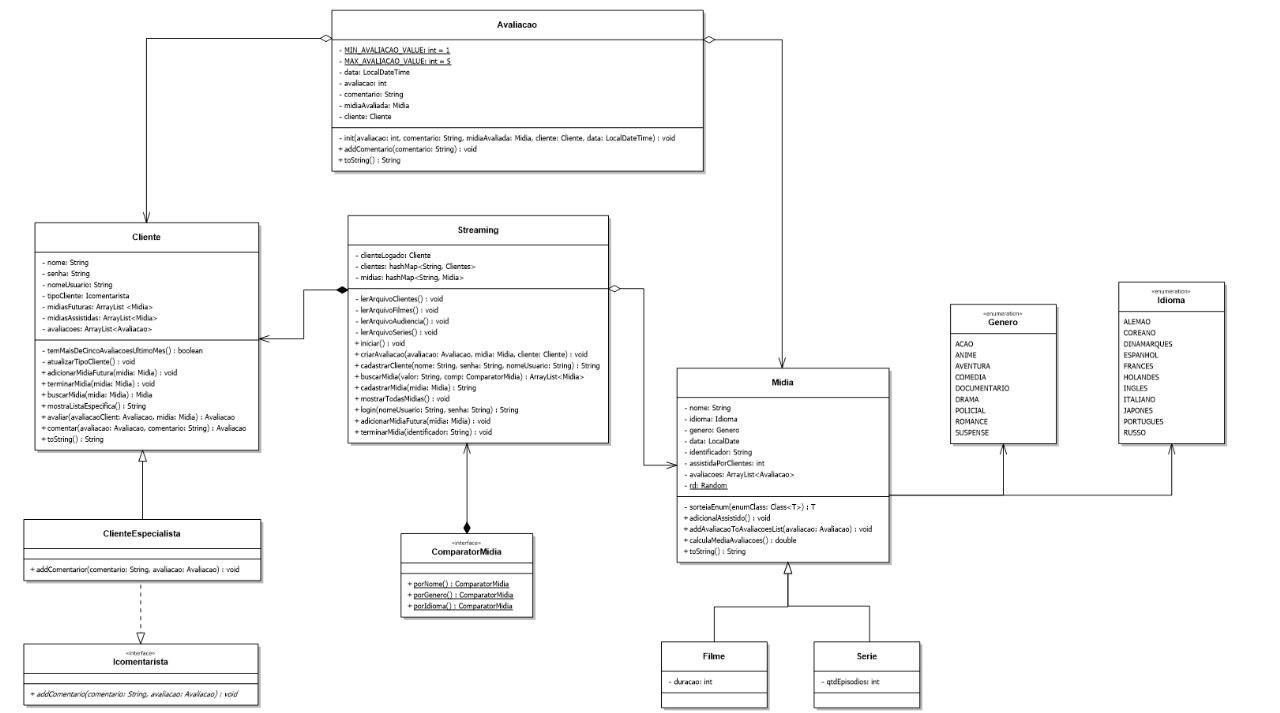 Avaliacao
- MIN_AVALIACAO_VALUE: int = 1
- MAX_AVALIACAO_VALUE: int = 5
- data: LocalDateTime
- avaliacao: int
- comentario: String
- midiaAvaliada: Midia
- cliente: Cliente
- init(avaliacao: int, comentario: String, midiaAvaliada: Midia, cliente: Cliente, data: LocalDateTime) : void
+ addComentario(comentario: String) : void
+ toString() : String
Cliente
- nome: String
- senha: String
- nomeUsuario: String
- tipoCliente: Icomentarista
- midiasFuturas: ArrayList <Midia>
- midiasAssistidas: ArrayList<Midia>
- avaliacoes: ArrayList<Avaliacao>
- temMaisDeCincoAvaliacoesUltimoMes() : boolean
- atualizarTipoCliente() : void
+ adicionarMidiaFutura(midia: Midia) : void
+ terminarMidia(midia: Midia) : void
+ buscarMidia(midia: Midia) : Midia
+ mostraListaEspecifica() : String
+ avaliar(avaliacaoClient: Avaliacao, midia: Midia) : Avaliacao
+ comentar(avaliacao: Avaliacao, comentario: String) : Avaliacao
+ toString() : String
Streaming
- clienteLogado: Cliente
- clientes: hashMap<String, Clientes>
- midias: hashMap<String, Midia>
- lerArquivoClientes() : void
- lerArquivoFilmes() : void
- lerArquivoAudiencia() : void
- lerArquivoSeries() : void
+ iniciar() : void
+ criarAvaliacao(avaliacao: Avaliacao, midia: Midia, cliente: Cliente) : void
+ cadastrarCliente(nome: String, senha: String, nomeUsuario: String) : String
+ buscarMidia(valor: String, comp: ComparatorMidia) : ArrayList<Midia>
+ cadastrarMidia(midia: Midia) : String
+ mostrarTodasMidias() : void
+ login(nomeUsuario: String, senha: String) : String
+ adicionarMidiaFutura(midia: Midia) : void
+ terminarMidia(identificador: String) : void
Midia
- nome: String
- idioma: Idioma
- genero: Genero
- data: LocalDate
- identificador: String
- assistidaPorClientes: int
- avaliacoes: ArrayList<Avaliacao>
- rd: Random
- sorteiaEnum(enumClass: Class<T>) : T
+ adicionalAssistido() : void
+ addAvaliacaoToAvaliacoesList(avaliacao: Avaliacao) : void
+ calculaMediaAvaliacoes() : double
+ toString() : String
«enumeration»
Genero
ACAO
ANIME
AVENTURA
COMEDIA
DOCUMENTARIO
DRAMA
POLICIAL
ROMANCE
SUSPENSE
«enumeration»
Idioma
ALEMAO
COREANO
DINAMARQUES
ESPANHOL
FRANCES
HOLANDES
INGLES
ITALIANO
JAPONES
PORTUGUES
RUSSO
ClienteEspecialista
+ addComentarior(comentario: String, avaliacao: Avaliacao) : void
«interface»
Icomentarista
+ addComentario(comentario: String, avaliacao: Avaliacao) : void
«interface»
ComparatorMidia
+ porNome() : ComparatorMidia
+ porGenero() : ComparatorMidia
+ porIdioma() : ComparatorMidia
Filme
- duracao: int
Serie
- qtdEpisodios: int